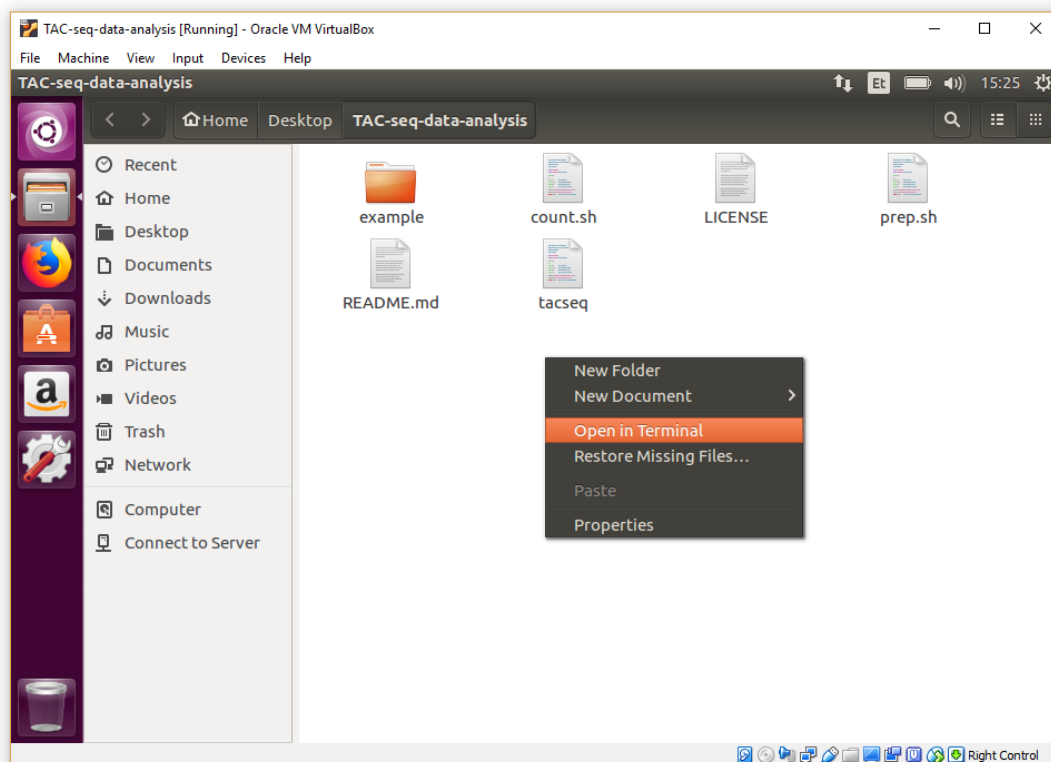 TAC-seq-data-analysis [Running] - Oracle VM VirtualBox
File Machine View Input Devices Help
TAC-seq-data-analysis Et 15:25
Home Desktop TAC-seq-data-analysis
Recent
Home
Desktop
Documents
Downloads
Music
Pictures
Videos
Trash
Network
Computer
Connect to Server
example count.sh LICENSE prep.sh
README.md tacseq
New Folder
New Document
Open in Terminal
Restore Missing Files...
Paste
Properties
Right Control